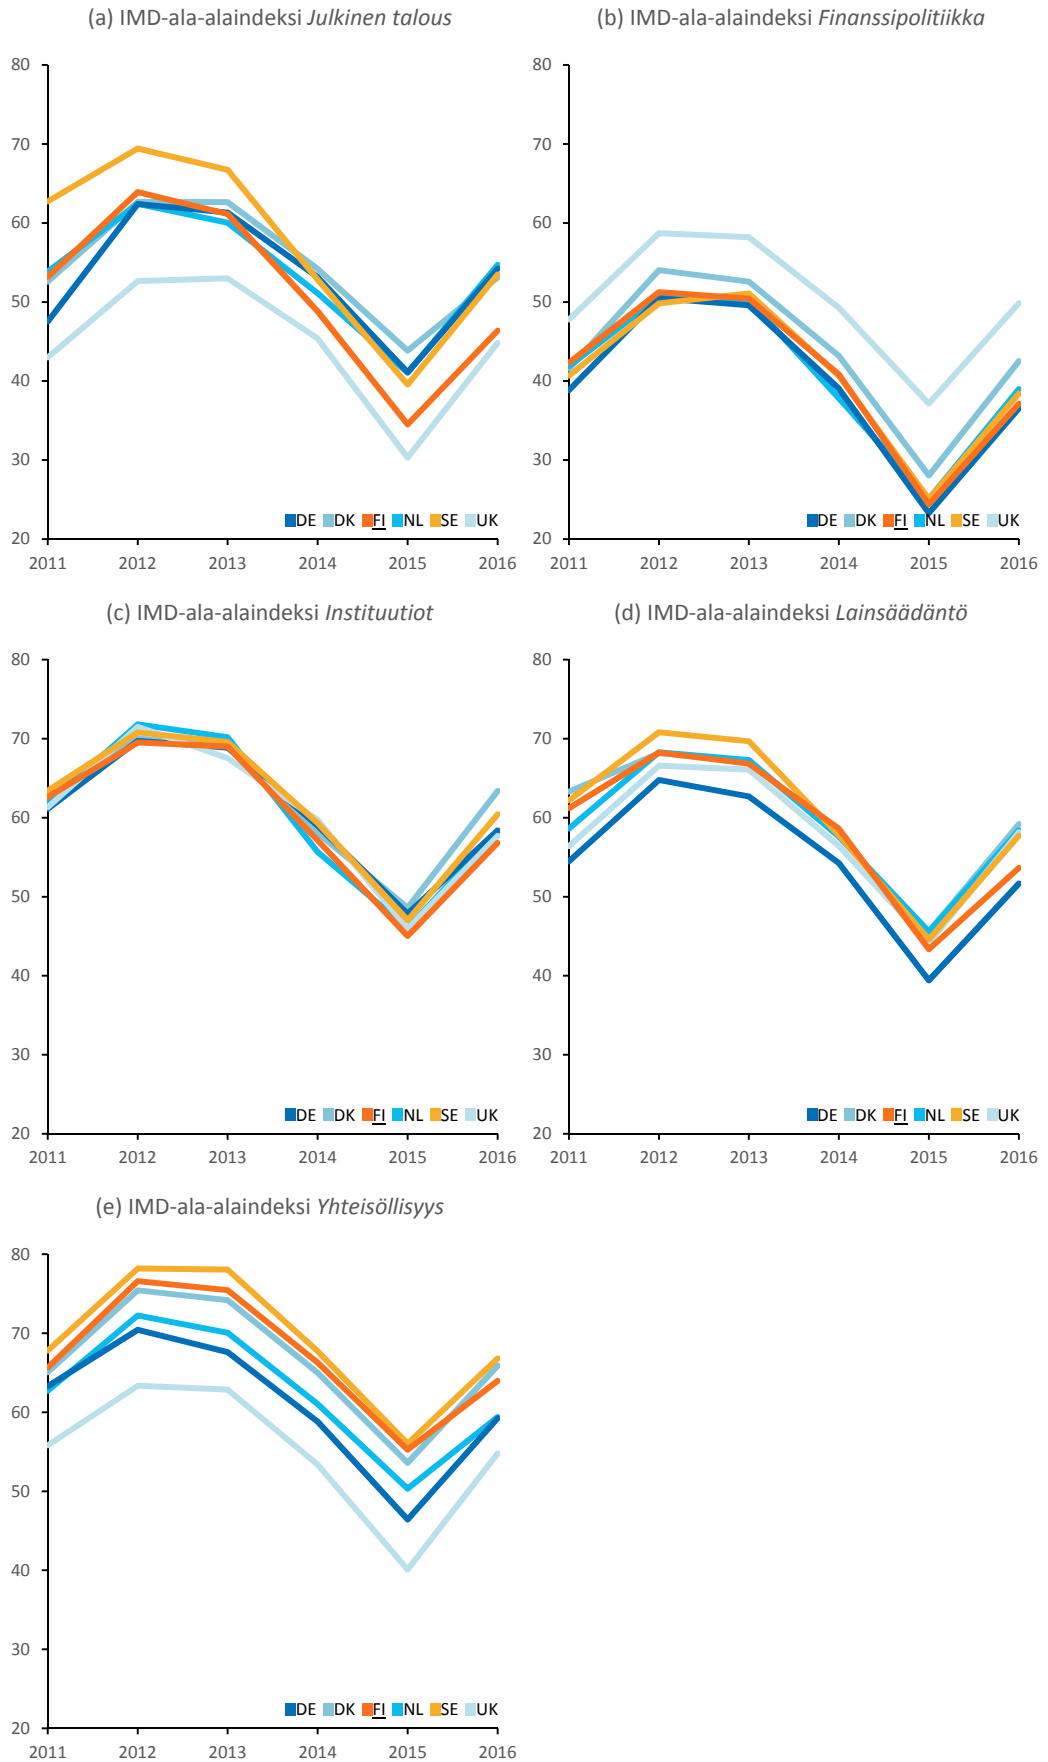 (a) IMD-ala-alaindeksi Julkinen talous
80
70
60
50
40
30
20
DE DK FI NL SE UK
2011 2012 2013 2014 2015 2016
(b) IMD-ala-alaindeksi Finanssipolitiikka
80
70
60
50
40
30
20
DE DK FI NL SE UK
2011 2012 2013 2014 2015 2016
(c) IMD-ala-alaindeksi Instituutiot
80
70
60
50
40
30
20
DE DK FI NL SE UK
2011 2012 2013 2014 2015 2016
(d) IMD-ala-alaindeksi Lainsäädäntö
80
70
60
50
40
30
20
DE DK FI NL SE UK
2011 2012 2013 2014 2015 2016
(e) IMD-ala-alaindeksi Yhteisöllisyys
80
70
60
50
40
30
20
DE DK FI NL SE UK
2011 2012 2013 2014 2015 2016